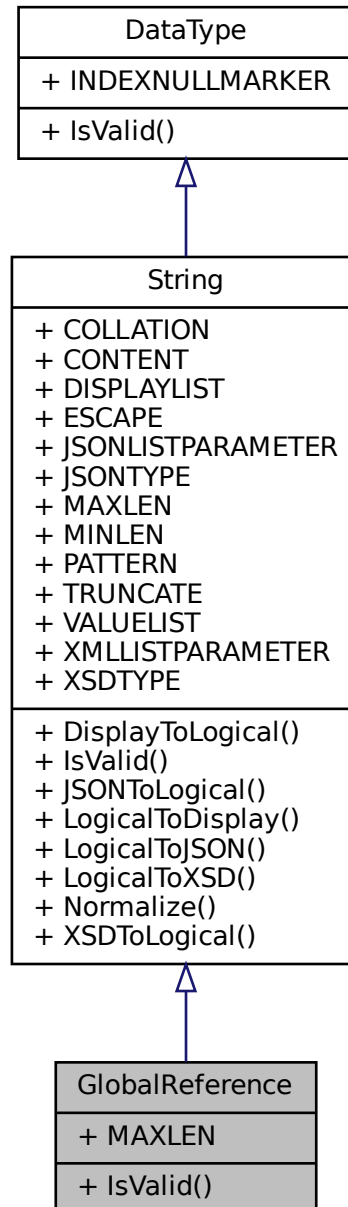 DataType
+ INDEXNULLMARKER
+ IsValid()
String
+ COLLATION
+ CONTENT
+ DISPLAYLIST
+ ESCAPE
+ JSONLISTPARAMETER
+ JSONTYPE
+ MAXLEN
+ MINLEN
+ PATTERN
+ TRUNCATE
+ VALUELIST
+ XMLLISTPARAMETER
+ XSDTYPE
+ DisplayToLogical()
+ IsValid()
+ JSONToLogical()
+ LogicalToDisplay()
+ LogicalToJSON()
+ LogicalToXSD()
+ Normalize()
+ XSDToLogical()
GlobalReference
+ MAXLEN
+ IsValid()